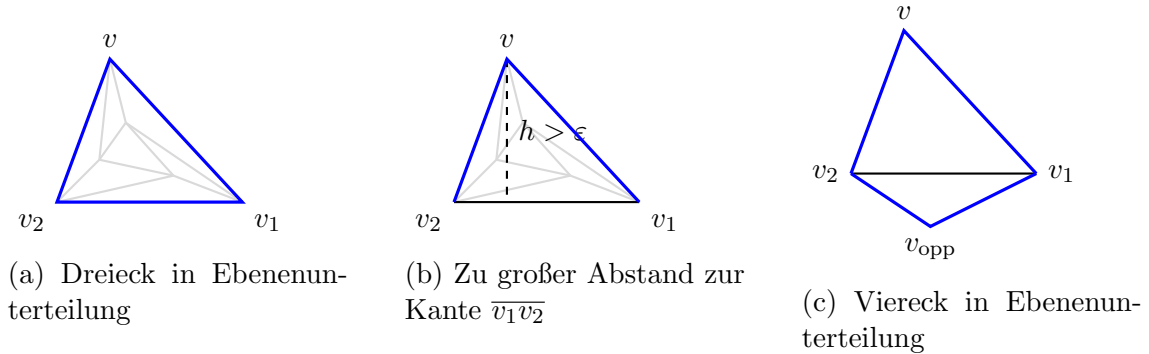 v
v₂
v₁
(a) Dreieck in Ebenenun-
terteilung
v
h > ε
v₂
v₁
(b) Zu großer Abstand zur
Kante v₁v₂
v
v₂
v₁
vₒₚₚ
(c) Viereck in Ebenenun-
terteilung